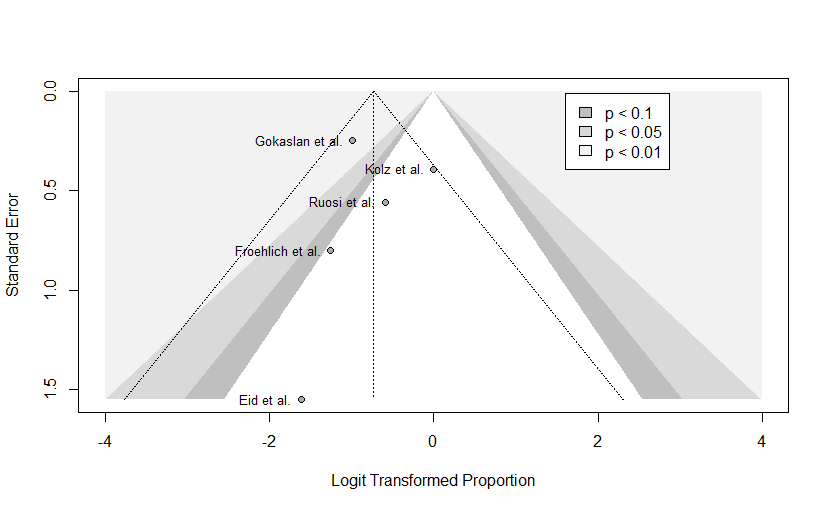 0.0
0.5
1.0
1.5
Standard Error
p < 0.1
p < 0.05
p < 0.01
Gokaslan et al.
Kolz et al.
Ruosi et al.
Froehlich et al.
Eid et al.
-4
-2
0
2
4
Logit Transformed Proportion